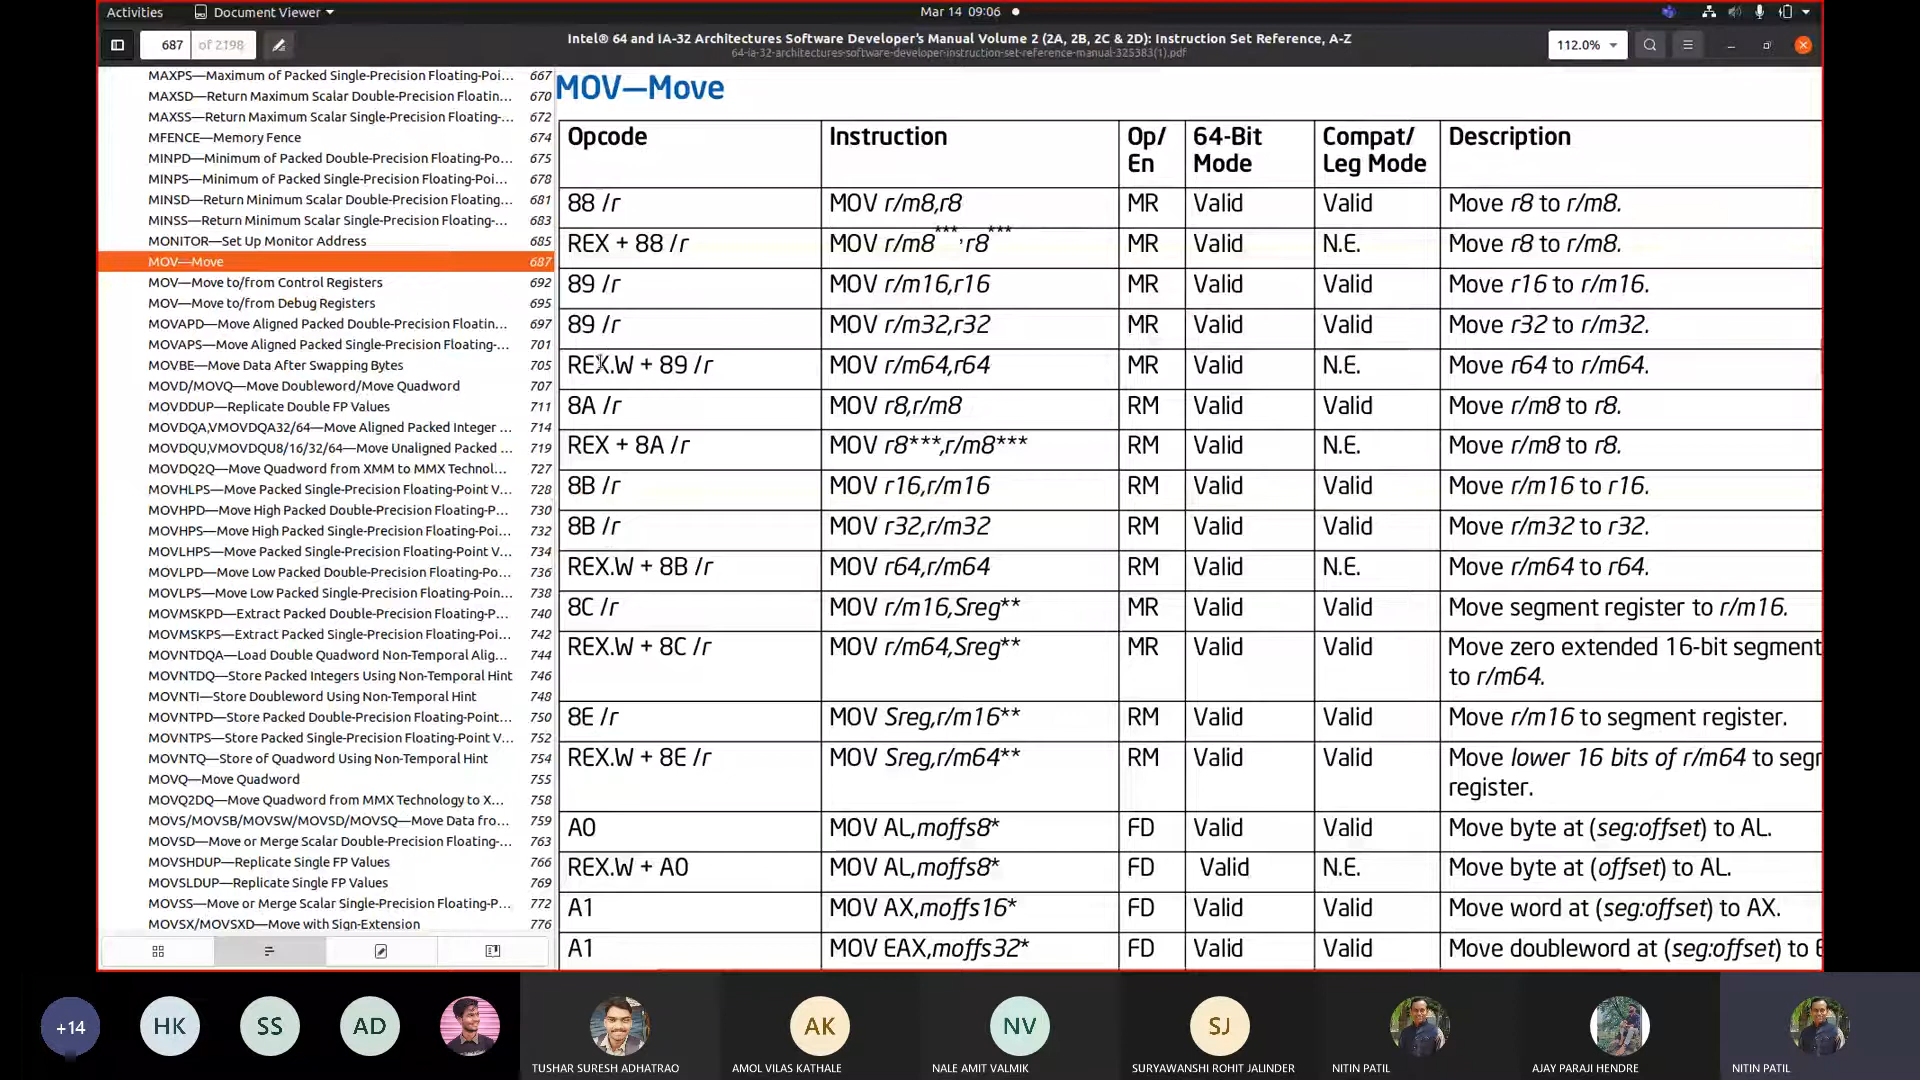 Activities Document Viewer Mar 14 09:06
687 of 2198 Intel® 64 and IA-32 Architectures Software Developer's Manual Volume 2 (2A, 2B, 2C & 2D): Instruction Set Reference, A-Z 112.0%
64-ia-32-architectures-software-developer-instruction-set-reference-manual-325383(1).pdf
MAXPS—Maximum of Packed Single-Precision Floating-Poi... 667
MAXSD—Return Maximum Scalar Double-Precision Floatin... 670
MAXSS—Return Maximum Scalar Single-Precision Floating-... 672
MFENCE—Memory Fence 674
MINPD—Minimum of Packed Double-Precision Floating-Po... 675
MINPS—Minimum of Packed Single-Precision Floating-Poi... 678
MINSD—Return Minimum Scalar Double-Precision Floating... 681
MINSS—Return Minimum Scalar Single-Precision Floating-... 683
MONITOR—Set Up Monitor Address 685
MOV—Move 687
MOV—Move to/from Control Registers 692
MOV—Move to/from Debug Registers 695
MOVAPD—Move Aligned Packed Double-Precision Floatin... 697
MOVAPS—Move Aligned Packed Single-Precision Floating-... 701
MOVBE—Move Data After Swapping Bytes 705
MOVD/MOVQ—Move Doubleword/Move Quadword 707
MOVDDUP—Replicate Double FP Values 711
MOVDQA,VMOVDQA32/64—Move Aligned Packed Integer ... 714
MOVDQU,VMOVDQU8/16/32/64—Move Unaligned Packed ... 719
MOVDQ2Q—Move Quadword from XMM to MMX Technol... 727
MOVHLPS—Move Packed Single-Precision Floating-Point V... 728
MOVHPD—Move High Packed Double-Precision Floating-P... 730
MOVHPS—Move High Packed Single-Precision Floating-Poi... 732
MOVLHPS—Move Packed Single-Precision Floating-Point V... 734
MOVLPD—Move Low Packed Double-Precision Floating-Po... 736
MOVLPS—Move Low Packed Single-Precision Floating-Poin... 738
MOVMSKPD—Extract Packed Double-Precision Floating-P... 740
MOVMSKPS—Extract Packed Single-Precision Floating-Poi... 742
MOVNTDQA—Load Double Quadword Non-Temporal Alig... 744
MOVNTDQ—Store Packed Integers Using Non-Temporal Hint 746
MOVNTI—Store Doubleword Using Non-Temporal Hint 748
MOVNTPD—Store Packed Double-Precision Floating-Point... 750
MOVNTPS—Store Packed Single-Precision Floating-Point V... 752
MOVNTQ—Store of Quadword Using Non-Temporal Hint 754
MOVQ—Move Quadword 755
MOVQ2DQ—Move Quadword from MMX Technology to X... 758
MOVS/MOVSB/MOVSW/MOVSD/MOVSQ—Move Data fro... 759
MOVSD—Move or Merge Scalar Double-Precision Floating-... 763
MOVSHDUP—Replicate Single FP Values 766
MOVSLDUP—Replicate Single FP Values 769
MOVSS—Move or Merge Scalar Single-Precision Floating-P... 772
MOVSX/MOVSXD—Move with Sign-Extension 776
MOV—Move
Opcode Instruction Op/ En 64-Bit Mode Compat/ Leg Mode Description
88 /r MOV r/m8,r8 MR Valid Valid Move r8 to r/m8.
REX + 88 /r MOV r/m8***,r8*** MR Valid N.E. Move r8 to r/m8.
89 /r MOV r/m16,r16 MR Valid Valid Move r16 to r/m16.
89 /r MOV r/m32,r32 MR Valid Valid Move r32 to r/m32.
REX.W + 89 /r MOV r/m64,r64 MR Valid N.E. Move r64 to r/m64.
8A /r MOV r8,r/m8 RM Valid Valid Move r/m8 to r8.
REX + 8A /r MOV r8***,r/m8*** RM Valid N.E. Move r/m8 to r8.
8B /r MOV r16,r/m16 RM Valid Valid Move r/m16 to r16.
8B /r MOV r32,r/m32 RM Valid Valid Move r/m32 to r32.
REX.W + 8B /r MOV r64,r/m64 RM Valid N.E. Move r/m64 to r64.
8C /r MOV r/m16,Sreg** MR Valid Valid Move segment register to r/m16.
REX.W + 8C /r MOV r/m64,Sreg** MR Valid Valid Move zero extended 16-bit segment
to r/m64.
8E /r MOV Sreg,r/m16** RM Valid Valid Move r/m16 to segment register.
REX.W + 8E /r MOV Sreg,r/m64** RM Valid Valid Move lower 16 bits of r/m64 to segr
register.
A0 MOV AL,moffs8* FD Valid Valid Move byte at (seg:offset) to AL.
REX.W + A0 MOV AL,moffs8* FD Valid N.E. Move byte at (offset) to AL.
A1 MOV AX,moffs16* FD Valid Valid Move word at (seg:offset) to AX.
A1 MOV EAX,moffs32* FD Valid Valid Move doubleword at (seg:offset) to E
+14 HK SS AD AK NV SJ
TUSHAR SURESH ADHATRAO AMOL VILAS KATHALE NALE AMIT VALMIK SURYAWANSHI ROHIT JALINDER NITIN PATIL AJAY PARAJI HENDRE NITIN PATIL